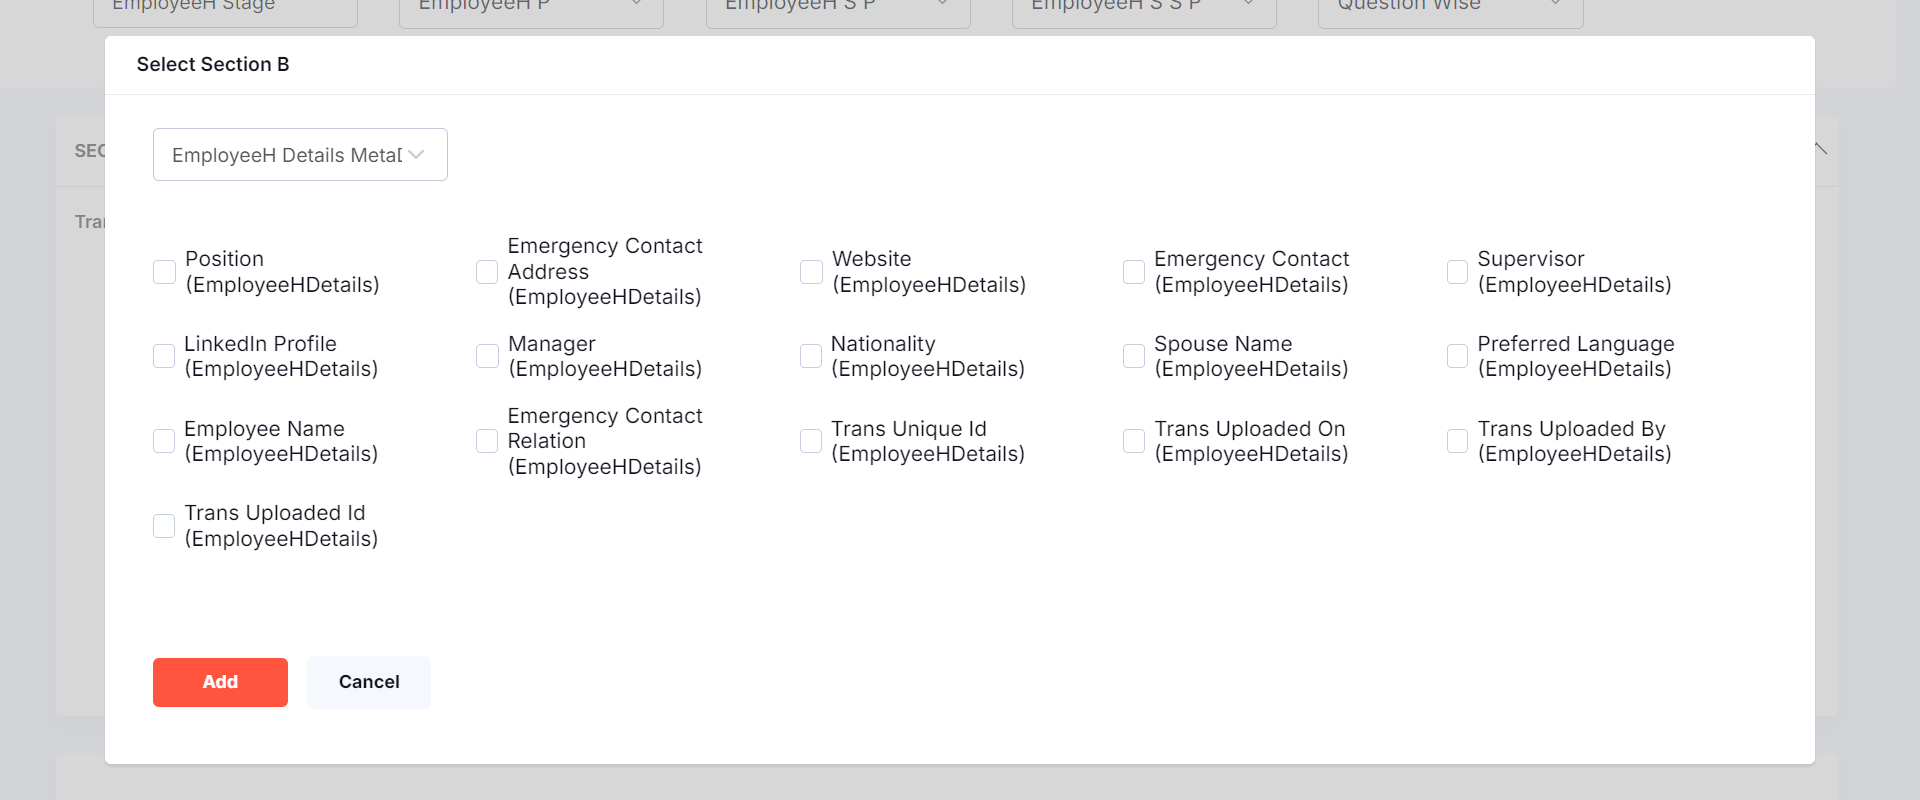 EmployeeH Stage
EmployeeH P
EmployeeH S P
EmployeeH S S P
Question Wise
Select Section B
SEC
EmployeeH Details Meta
Tra
Position
(EmployeeHDetails)
Emergency Contact
Address
(EmployeeHDetails)
Website
(EmployeeHDetails)
Emergency Contact
(EmployeeHDetails)
Supervisor
(EmployeeHDetails)
LinkedIn Profile
(EmployeeHDetails)
Manager
(EmployeeHDetails)
Nationality
(EmployeeHDetails)
Spouse Name
(EmployeeHDetails)
Preferred Language
(EmployeeHDetails)
Employee Name
(EmployeeHDetails)
Emergency Contact
Relation
(EmployeeHDetails)
Trans Unique Id
(EmployeeHDetails)
Trans Uploaded On
(EmployeeHDetails)
Trans Uploaded By
(EmployeeHDetails)
Trans Uploaded Id
(EmployeeHDetails)
Add
Cancel